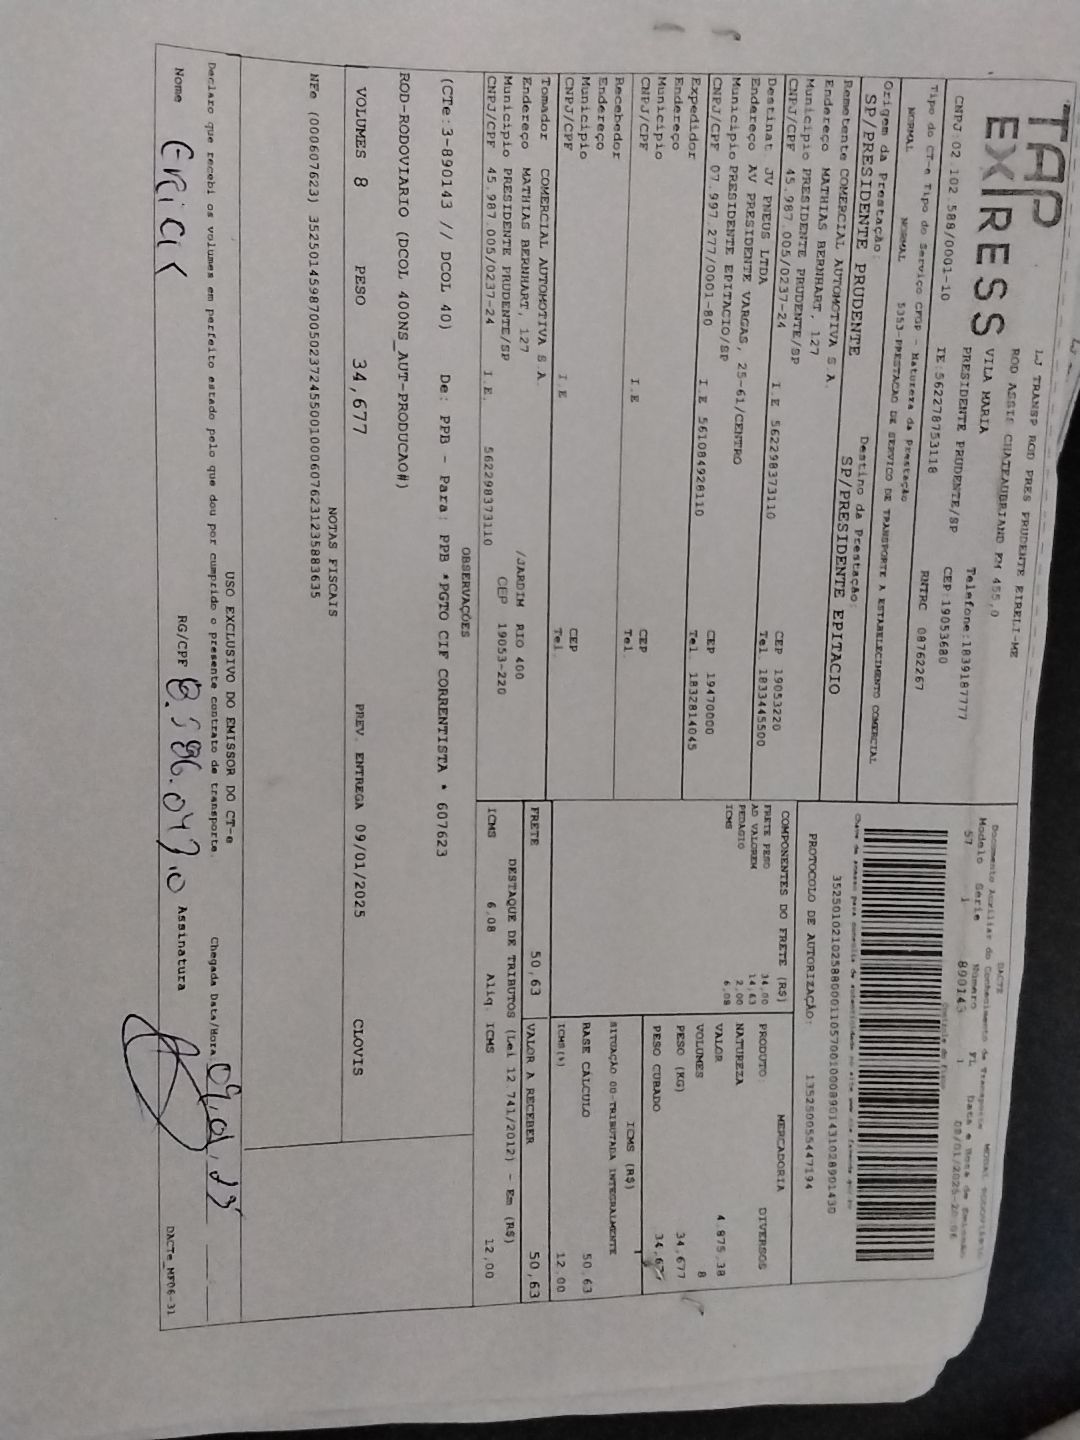 TAP
EXPRESS
LJ TRANSP ROD PRES PRUDENTE EIRELI-ME
ROD ASSIS CHATEAUBRIAND KM 455,0
VILA MARIA
PRESIDENTE PRUDENTE/SP
Telefone:1839187777
CNPJ:02.102.588/0001-10
IE:562278753118
CEP:19053680
RNTRC 08762267
Tipo do CT-e Tipo do Serviço CFOP - Natureza da Prestação
NORMAL NORMAL 5353-PRESTACAO DE SERVICO DE TRANSPORTE A ESTABELECIMENTO COMERCIAL
Origem da Prestação: Destino da Prestação:
SP/PRESIDENTE PRUDENTE SP/PRESIDENTE EPITACIO
Remetente COMERCIAL AUTOMOTIVA S A.
Endereço MATHIAS BERNHART, 127
Município PRESIDENTE PRUDENTE/SP CEP 19053220
CNPJ/CPF 45.987.005/0237-24 I.E 562298373110 Tel. 1833445500
Destinat JV PNEUS LTDA
Endereço AV PRESIDENTE VARGAS, 25-61/CENTRO
Município PRESIDENTE EPITACIO/SP CEP 19470000
CNPJ/CPF 07.997.277/0001-80 I.E 561084928110 Tel. 1832814045
Expedidor
Endereço
Município CEP
CNPJ/CPF I.E Tel.
Recebedor
Endereço
Município CEP
CNPJ/CPF I.E Tel.
Tomador COMERCIAL AUTOMOTIVA S A.
Endereço MATHIAS BERNHART, 127 /JARDIM RIO 400
Município PRESIDENTE PRUDENTE/SP CEP 19053-220
CNPJ/CPF 45.987.005/0237-24 I.E. 562298373110
DACTE
Documento Auxiliar do Conhecimento de Transporte MODAL RODOVIÁRIO
Modelo Serie Número FL Data e Hora de Emissão
57 1 890143 1
Controle do Fisco
35250102102588000110570010008901431028901430
PROTOCOLO DE AUTORIZAÇÃO: 135250055447194
COMPONENTES DO FRETE (R$)
FRETE PESO 34,00
AD VALOREM 14,63
PEDAGIO 2,00
ICMS 6,08
MERCADORIA
PRODUTO: DIVERSOS
NATUREZA
VALOR 4.875,38
VOLUMES 8
PESO (KG) 34,677
PESO CUBADO 34,677
ICMS (R$)
SITUAÇÃO 00-TRIBUTADA INTEGRALMENTE
BASE CÁLCULO 50,63
ICMS(%) 12,00
FRETE 50,63 VALOR A RECEBER 50,63
DESTAQUE DE TRIBUTOS (Lei 12.741/2012) - Em (R$)
ICMS 6,08 Aliq. ICMS 12,00
OBSERVAÇÕES
(CTe:3-890143 // DCOL 40) De: PPB - Para: PPB *PGTO CIF CORRENTISTA * 607623
ROD-RODOVIARIO (DCOL 400NS_AUT-PRODUCAO#)
VOLUMES 8 PESO 34,677 PREV. ENTREGA 09/01/2025 CLOVIS
NOTAS FISCAIS
NFe (000607623) 35250145987005023724550010006076231235883635
USO EXCLUSIVO DO EMISSOR DO CT-e
Declaro que recebi os volumes em perfeito estado pelo que dou por cumprido o presente contrato de transporte. Chegada Data/Hora:
Nome RG/CPF Assinatura
DACTe_MF06-31